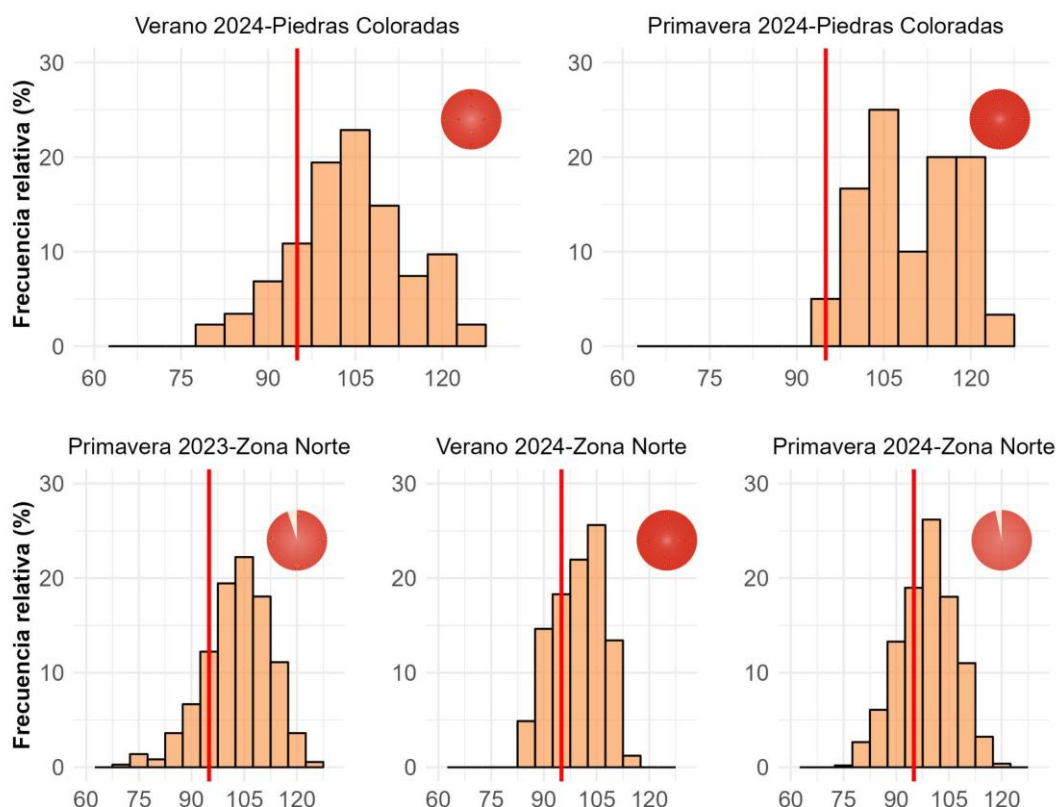 Verano 2024-Piedras Coloradas
Primavera 2024-Piedras Coloradas
Frecuencia relativa (%)
30
20
10
0
60 75 90 105 120
30
20
10
0
60 75 90 105 120
Primavera 2023-Zona Norte
Verano 2024-Zona Norte
Primavera 2024-Zona Norte
Frecuencia relativa (%)
30
20
10
0
60 75 90 105 120
30
20
10
0
60 75 90 105 120
30
20
10
0
60 75 90 105 120